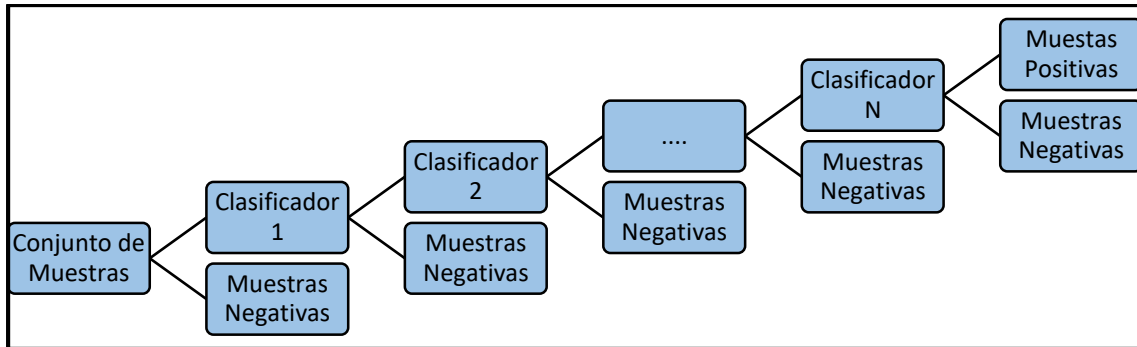 Conjunto de
Muestras
Clasificador
1
Muestras
Negativas
Clasificador
2
Muestras
Negativas
....
Muestras
Negativas
Clasificador
N
Muestras
Negativas
Muestas
Positivas
Muestras
Negativas